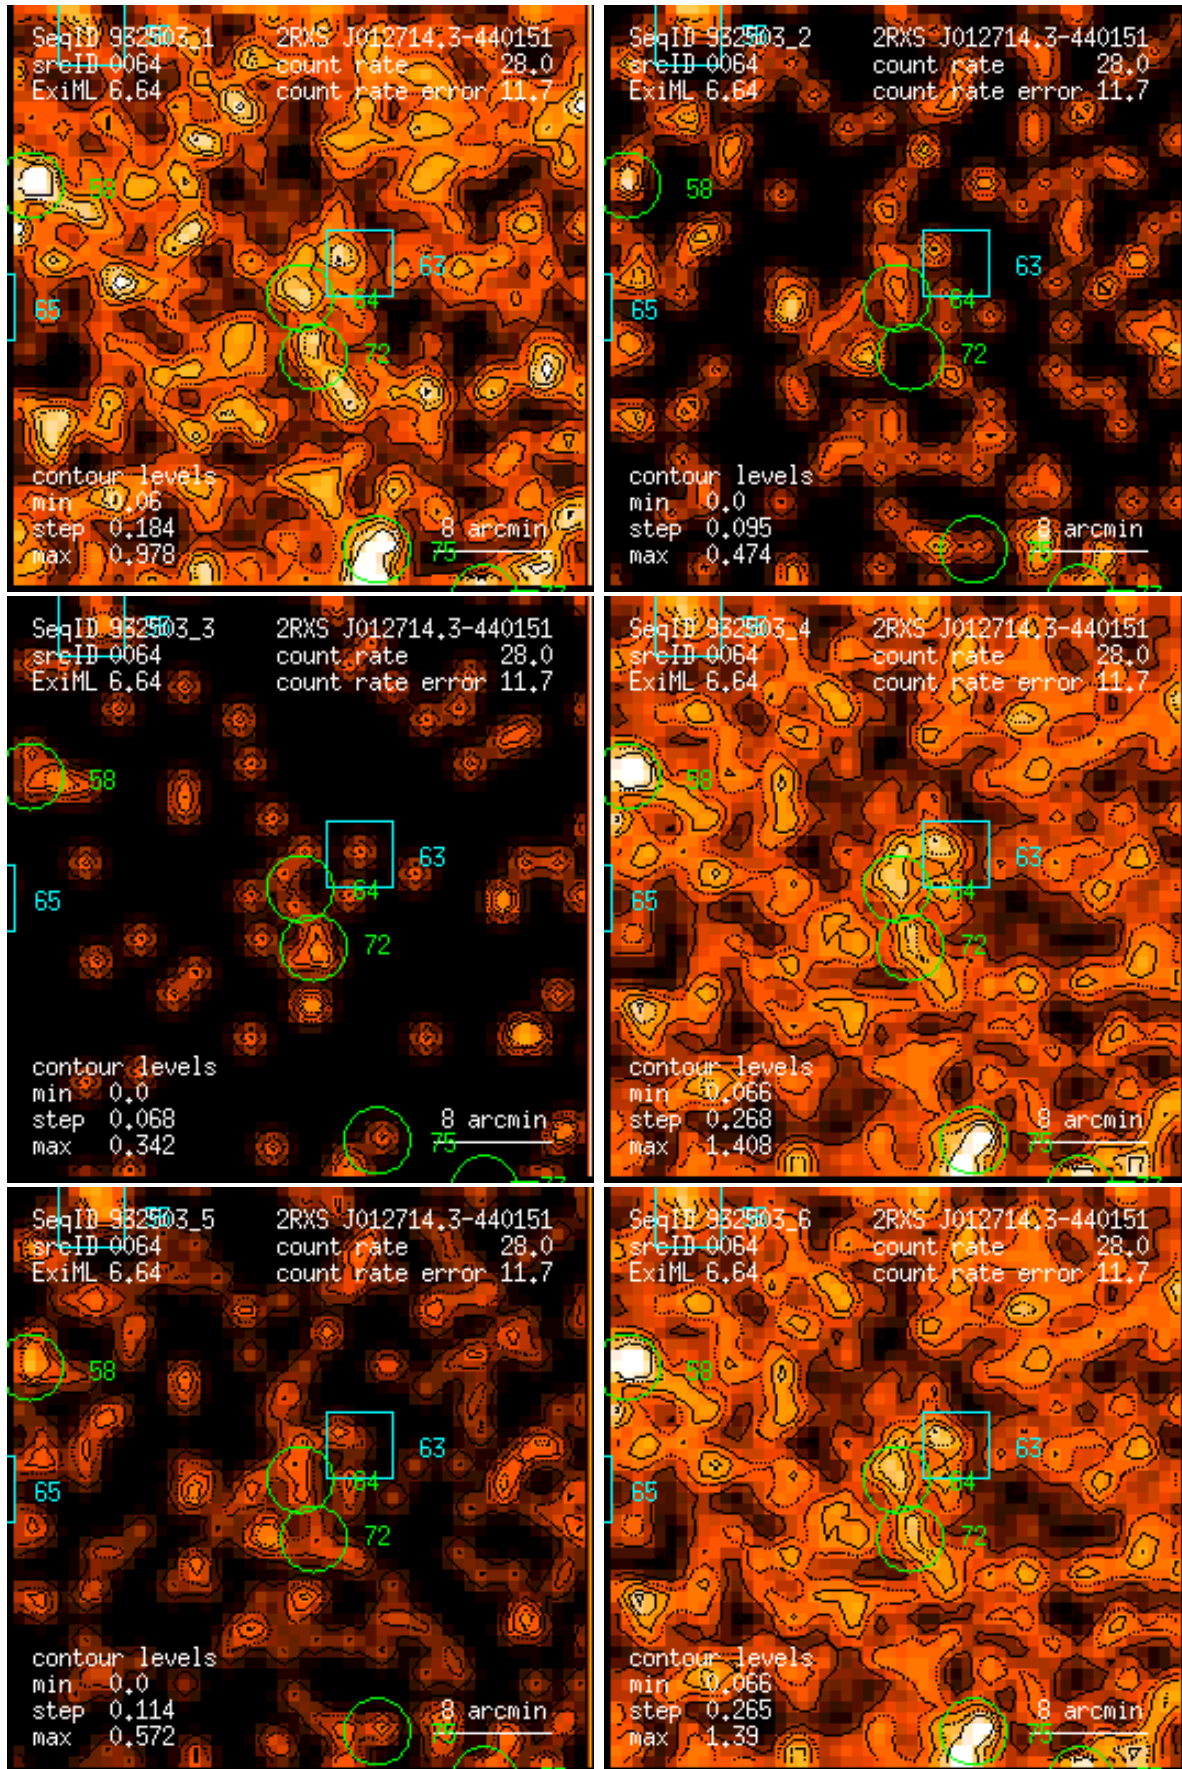 SeqID 932503_1 2RXS J012714.3-440151
srcID 0064 count rate 28.0
ExiML 6.64 count rate error 11.7
58
63
64
65
72
contour levels
min 0.06
step 0.184 8 arcmin
max 0.978 75
SeqID 932503_2 2RXS J012714.3-440151
srcID 0064 count rate 28.0
ExiML 6.64 count rate error 11.7
58
63
64
65
72
contour levels
min 0.0
step 0.095 8 arcmin
max 0.474 75
77
SeqID 932503_3 2RXS J012714.3-440151
srcID 0064 count rate 28.0
ExiML 6.64 count rate error 11.7
58
63
64
65
72
contour levels
min 0.0
step 0.068 8 arcmin
max 0.342 75
77
SeqID 932503_4 2RXS J012714.3-440151
srcID 0064 count rate 28.0
ExiML 6.64 count rate error 11.7
58
63
64
65
72
contour levels
min 0.066
step 0.268 8 arcmin
max 1.408 75
77
SeqID 932503_5 2RXS J012714.3-440151
srcID 0064 count rate 28.0
ExiML 6.64 count rate error 11.7
58
63
64
65
72
contour levels
min 0.0
step 0.114 8 arcmin
max 0.572 75
SeqID 932503_6 2RXS J012714.3-440151
srcID 0064 count rate 28.0
ExiML 6.64 count rate error 11.7
58
63
64
65
72
contour levels
min 0.066
step 0.265 8 arcmin
max 1.39 75